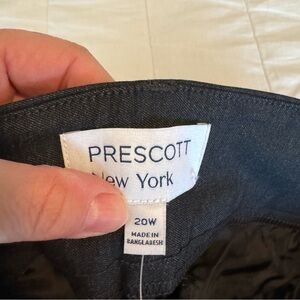 PRESCOTT
New York
20W
MADE IN
BANGLADESH